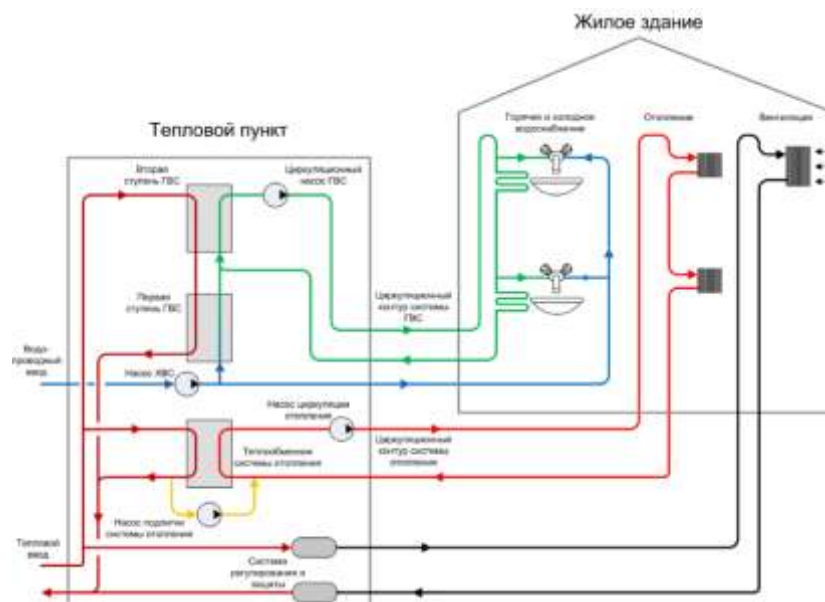 Жилое здание
Тепловой пункт
Горячее и холодное
водоснабжение
Отопление
Вентиляция
Вторая
ступень ГВС
Циркуляционный
насос ГВС
Первая
ступень ГВС
Циркуляционный
контур системы
ГВС
Водо-
проводный
ввод
Насос ХВС
Насос циркуляции
отопления
Циркуляционный
контур системы
отопления
Теплообменник
системы отопления
Насос подпитки
системы отопления
Тепловой
ввод
Система
регулирования и
защиты